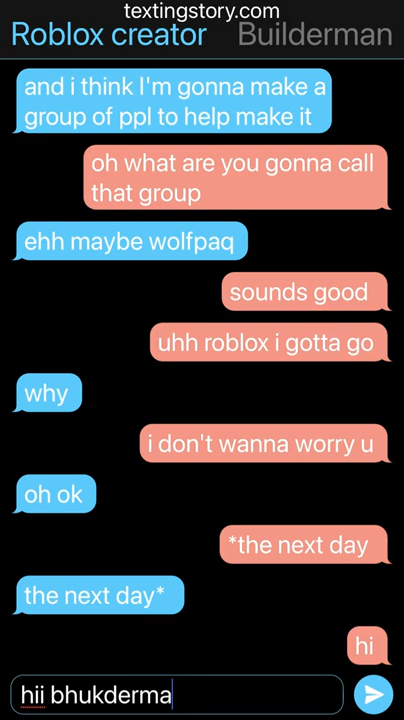 textingstory.com
Roblox creator Builderman
and i think I'm gonna make a
group of ppl to help make it
oh what are you gonna call
that group
ehh maybe wolfpaq
sounds good
uhh roblox i gotta go
why
i don't wanna worry u
oh ok
*the next day
the next day*
hi
hii bhukderma